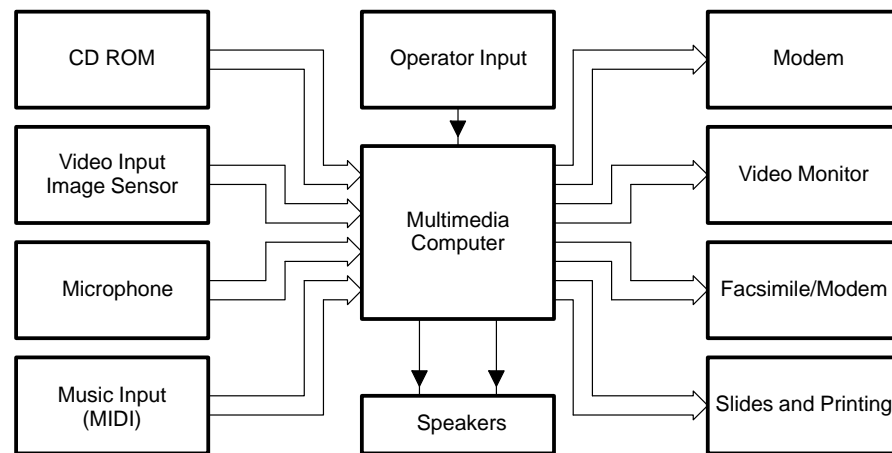 CD ROM
Operator Input
Modem
Video Input
Image Sensor
Video Monitor
Multimedia
Computer
Microphone
Facsimile/Modem
Music Input
(MIDI)
Speakers
Slides and Printing